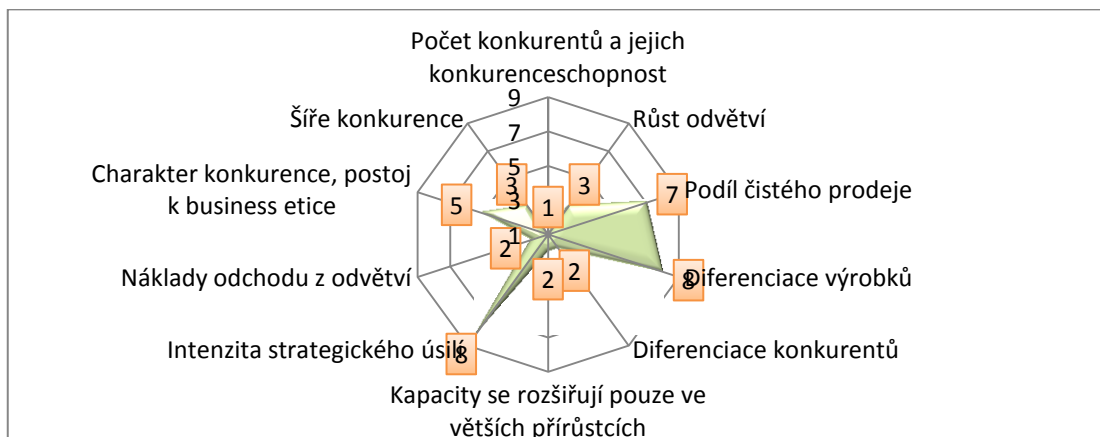 Počet konkurentů a jejich
konkurenceschopnost
9
Šíře konkurence
Růst odvětví
7
Charakter konkurence, postoj
k business etice
5
3
3
7
Podíl čistého prodeje
5
3
1
1
2
Náklady odchodu z odvětví
2
2
8
Diferenciace výrobků
Intenzita strategického úsilí
8
Diferenciace konkurentů
Kapacity se rozšiřují pouze ve
větších přírůstcích